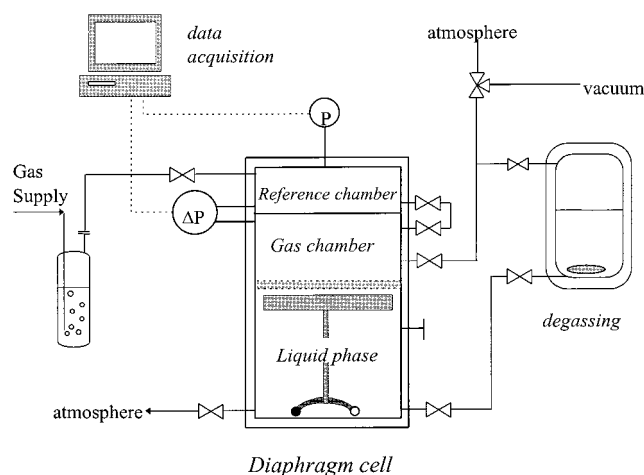 data
acquisition
atmosphere
vacuum
P
Gas
Supply
Reference chamber
ΔP
Gas chamber
degassing
Liquid phase
atmosphere
Diaphragm cell